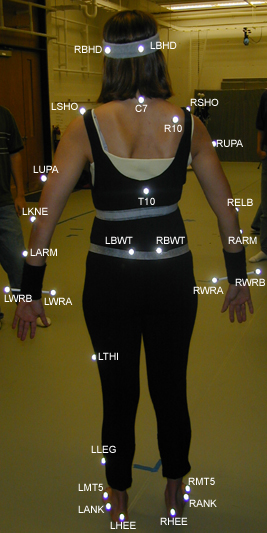 RBHD
LBHD
LSHO
C7
RSHO
R10
RUPA
LUPA
T10
RELB
LKNE
LBWT
RBWT
RARM
LARM
LWRB
LWRA
RWRA
RWRB
LTHI
LLEG
LMT5
RMT5
LANK
RANK
LHEE
RHEE